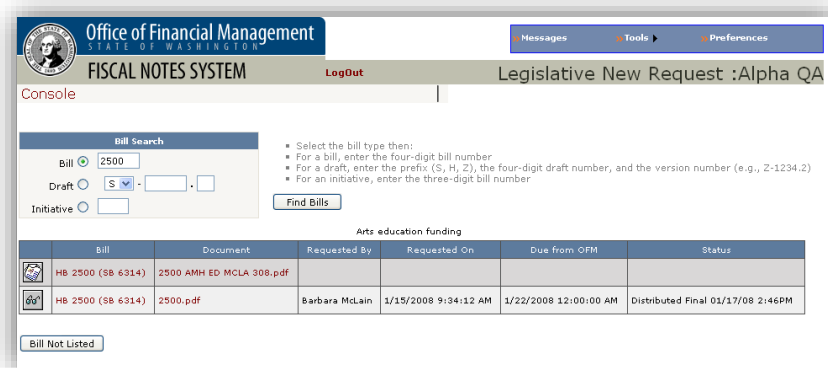 Office of Financial Management
STATE OF WASHINGTON
Messages Tools Preferences
FISCAL NOTES SYSTEM LogOut Legislative New Request :Alpha QA
Console
Bill Search
Select the bill type then:
Bill 2500 For a bill, enter the four-digit bill number
For a draft, enter the prefix (S, H, Z), the four-digit draft number, and the version number (e.g., Z-1234.2)
Draft S - .
For an initiative, enter the three-digit bill number
Initiative Find Bills
Arts education funding
Bill Document Requested By Requested On Due from OFM Status
HB 2500 (SB 6314) 2500 AMH ED MCLA 308.pdf
HB 2500 (SB 6314) 2500.pdf Barbara McLain 1/15/2008 9:34:12 AM 1/22/2008 12:00:00 AM Distributed Final 01/17/08 2:46PM
Bill Not Listed